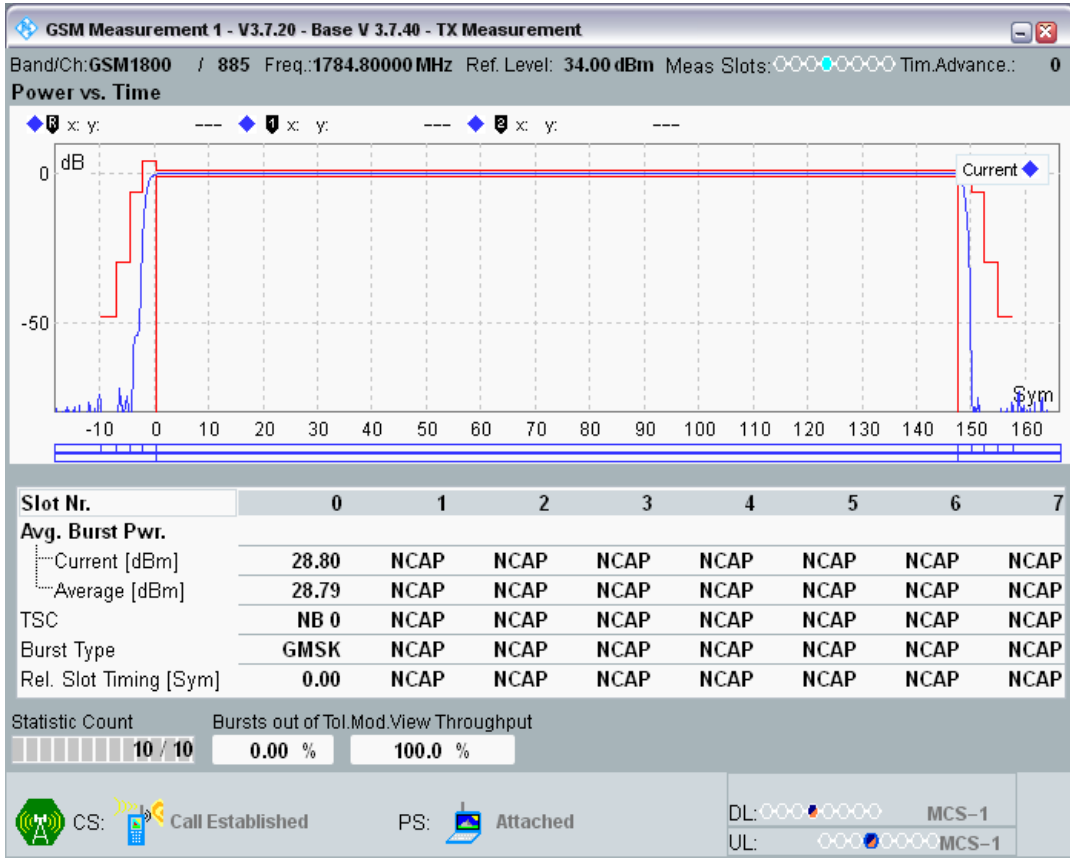 GSM Measurement 1 - V3.7.20 - Base V 3.7.40 - TX Measurement
Band/Ch:GSM1800 / 885 Freq.:1784.80000 MHz Ref. Level: 34.00 dBm Meas Slots: Tim.Advance.: 0
Power vs. Time
R x: y: --- 1 x: y: --- 2 x: y: ---
dB
Current
0
-50
Sym
-10 0 10 20 30 40 50 60 70 80 90 100 110 120 130 140 150 160
Slot Nr. 0 1 2 3 4 5 6 7
Avg. Burst Pwr.
Current [dBm] 28.80 NCAP NCAP NCAP NCAP NCAP NCAP NCAP
Average [dBm] 28.79 NCAP NCAP NCAP NCAP NCAP NCAP NCAP
TSC NB 0 NCAP NCAP NCAP NCAP NCAP NCAP NCAP
Burst Type GMSK NCAP NCAP NCAP NCAP NCAP NCAP NCAP
Rel. Slot Timing [Sym] 0.00 NCAP NCAP NCAP NCAP NCAP NCAP NCAP
Statistic Count Bursts out of Tol.Mod.View Throughput
10 / 10 0.00 % 100.0 %
CS: Call Established PS: Attached
DL: MCS-1
UL: MCS-1